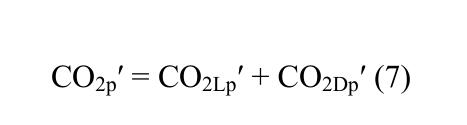 CO₂p′ = CO₂Lp′ + CO₂Dp′ (7)